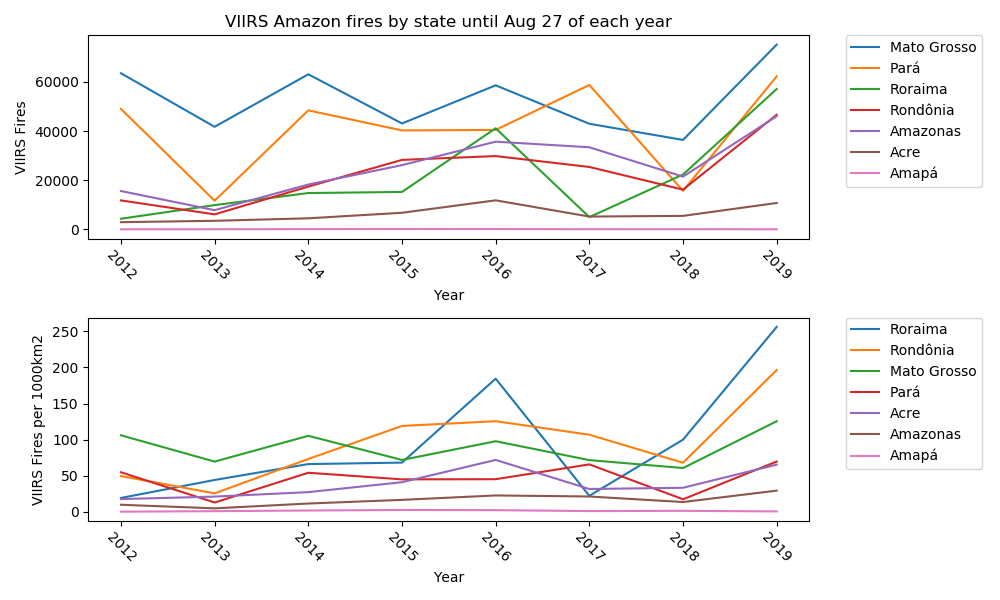 VIIRS Amazon fires by state until Aug 27 of each year
VIIRS Fires
60000
40000
20000
0
2012
2013
2014
2015
2016
2017
2018
2019
Year
Mato Grosso
Pará
Roraima
Rondônia
Amazonas
Acre
Amapá
VIIRS Fires per 1000km2
250
200
150
100
50
0
2012
2013
2014
2015
2016
2017
2018
2019
Year
Roraima
Rondônia
Mato Grosso
Pará
Acre
Amazonas
Amapá